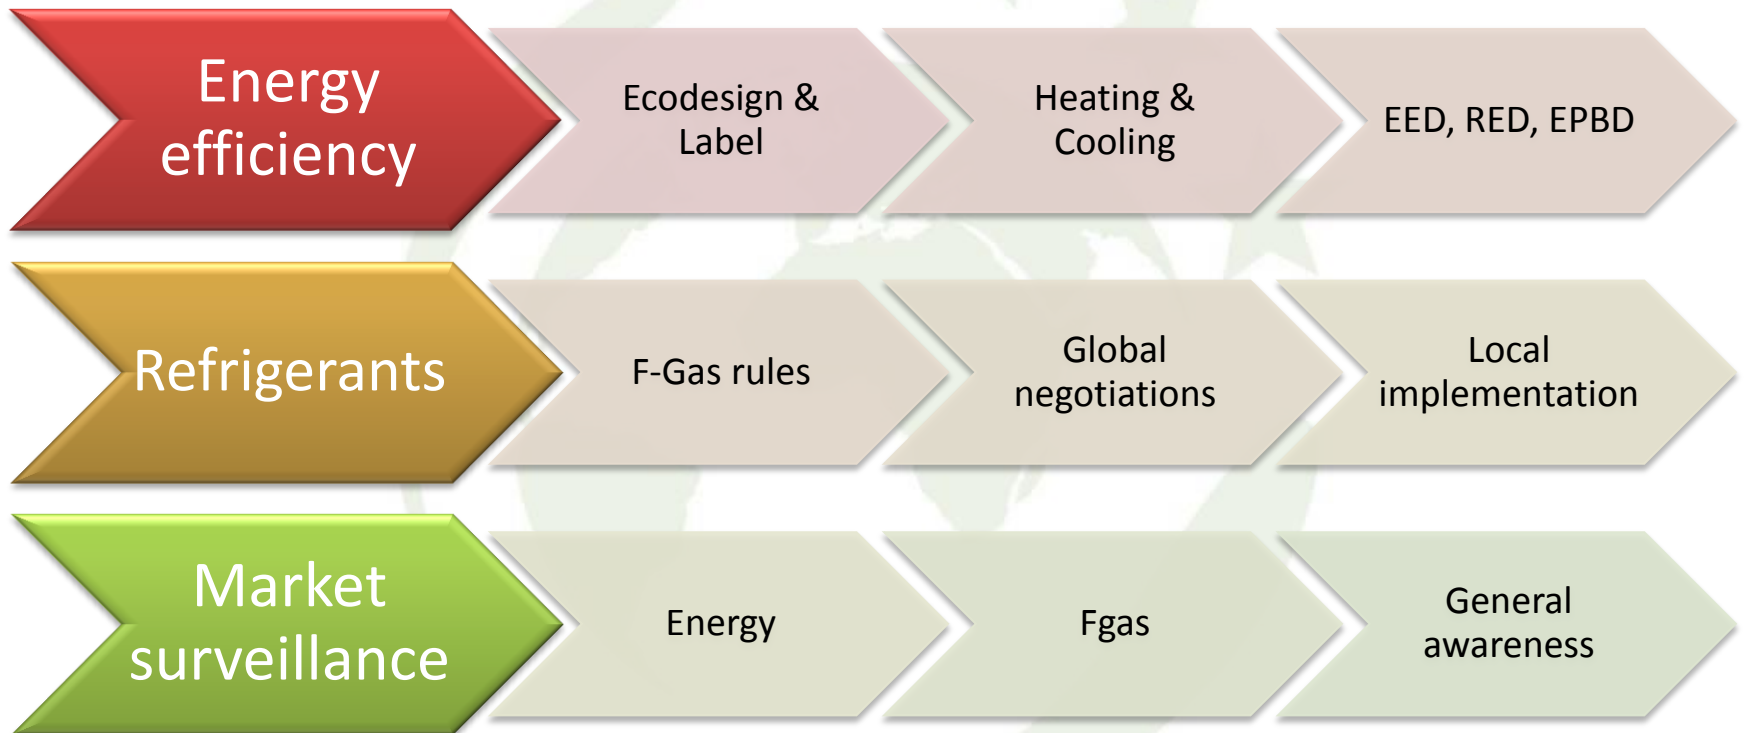 Energy
efficiency
Ecodesign &
Label
Heating &
Cooling
EED, RED, EPBD
Refrigerants
F-Gas rules
Global
negotiations
Local
implementation
Market
surveillance
Energy
Fgas
General
awareness